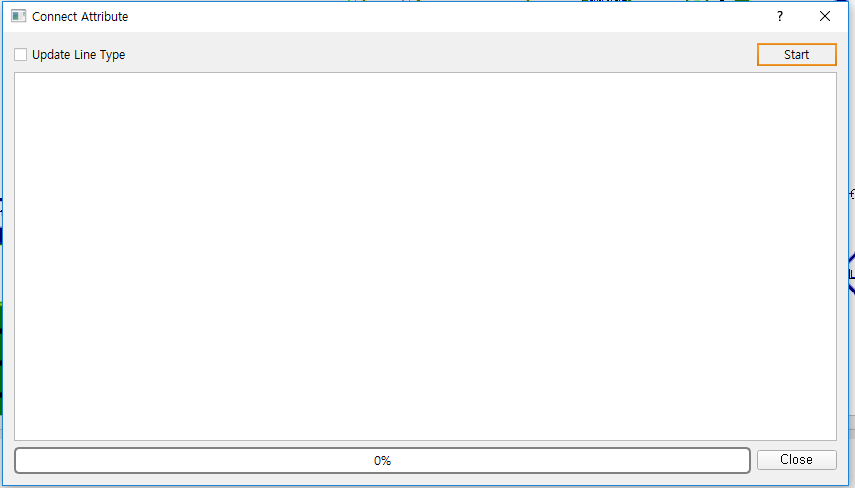 Connect Attribute
?
Update Line Type
Start
0%
Close